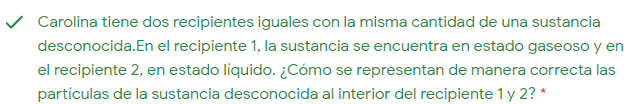 Carolina tiene dos recipientes iguales con la misma cantidad de una sustancia
desconocida.En el recipiente 1, la sustancia se encuentra en estado gaseoso y en
el recipiente 2, en estado líquido. ¿Cómo se representan de manera correcta las
partículas de la sustancia desconocida al interior del recipiente 1 y 2? *